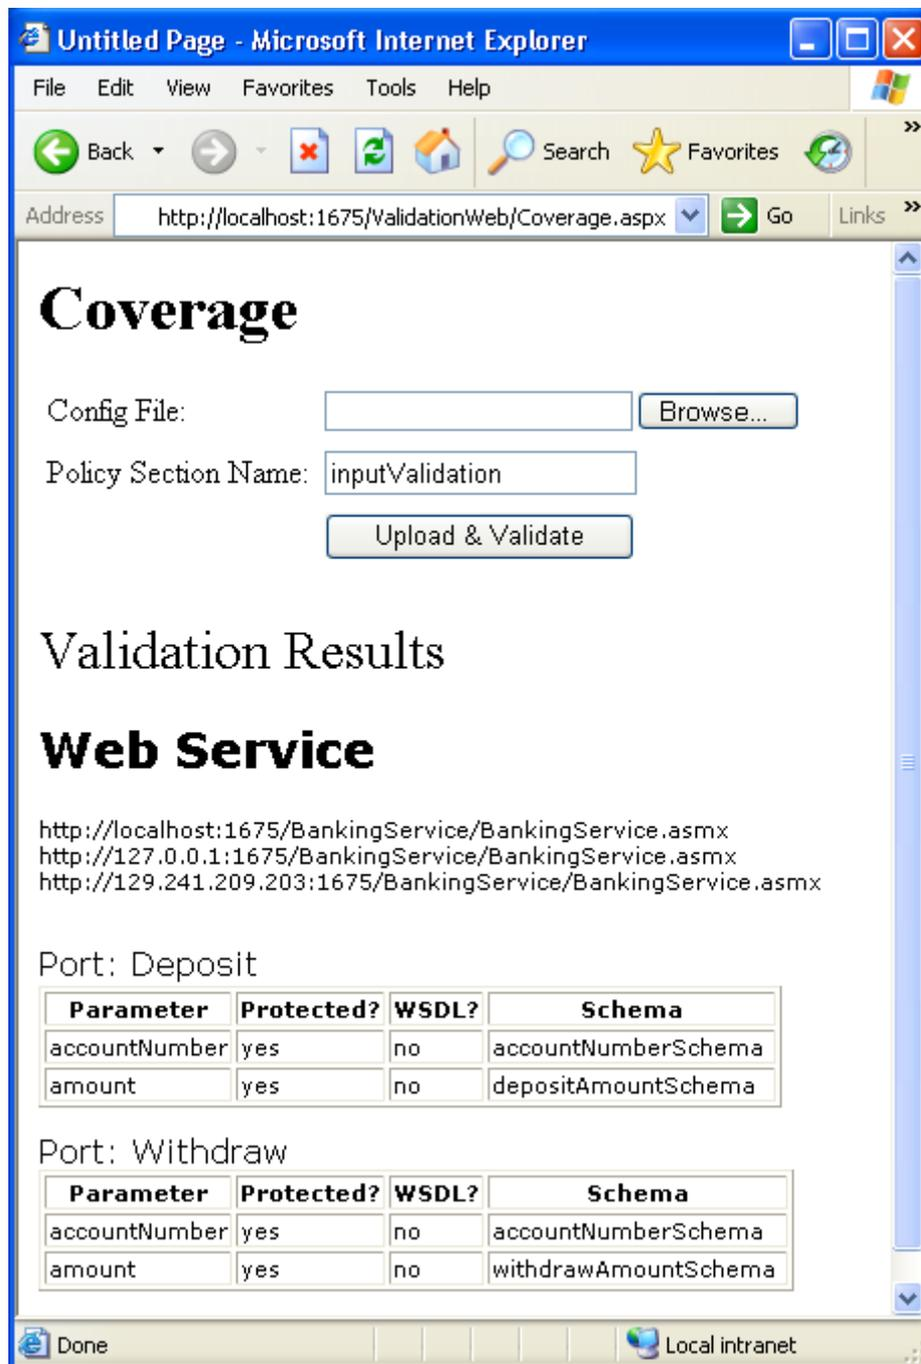 Untitled Page - Microsoft Internet Explorer
File Edit View Favorites Tools Help
Back Search Favorites »
Address http://localhost:1675/ValidationWeb/Coverage.aspx Go Links »
Coverage
Config File: Browse...
Policy Section Name: inputValidation
Upload & Validate
Validation Results
Web Service
http://localhost:1675/BankingService/BankingService.asmx
http://127.0.0.1:1675/BankingService/BankingService.asmx
http://129.241.209.203:1675/BankingService/BankingService.asmx
Port: Deposit
Parameter Protected? WSDL? Schema
accountNumber yes no accountNumberSchema
amount yes no depositAmountSchema
Port: Withdraw
Parameter Protected? WSDL? Schema
accountNumber yes no accountNumberSchema
amount yes no withdrawAmountSchema
Done Local intranet